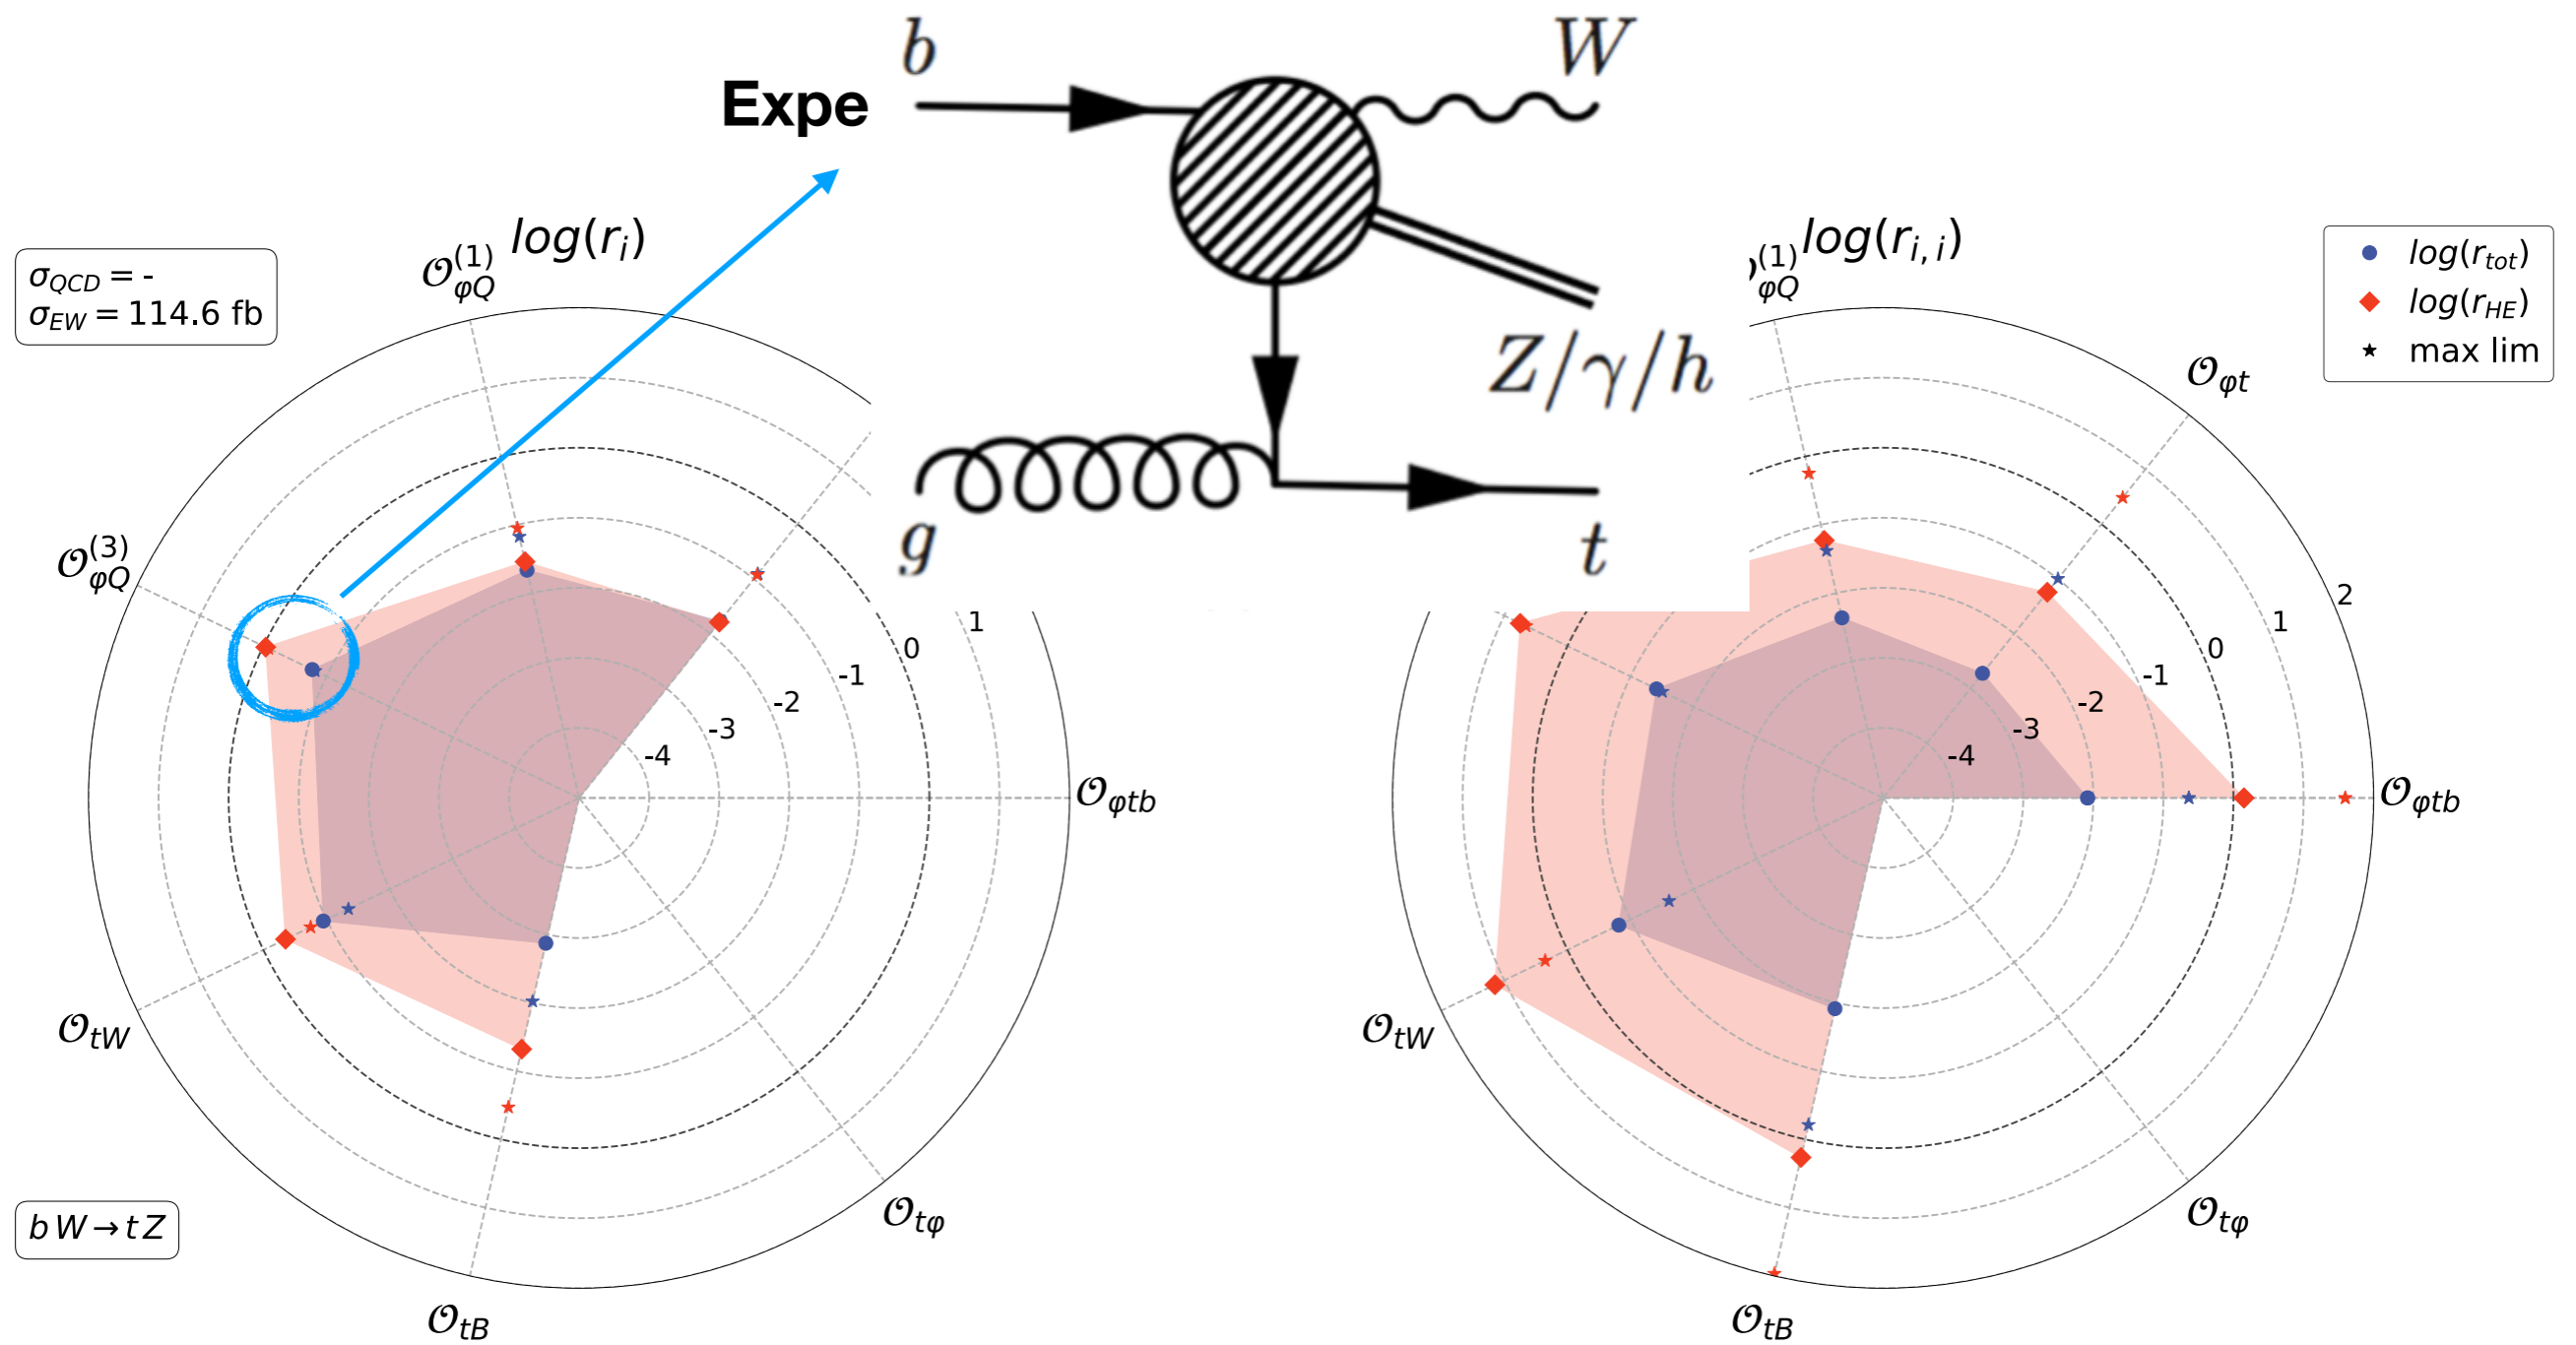 b
W
Expe
Z/γ/h
g
t
σ_QCD = -
σ_EW = 114.6 fb
log(r_i)
O_φQ^(1)
O_φQ^(3)
O_tW
O_tB
O_tφ
O_φtb
1
0
-1
-2
-3
-4
b W → t Z
log(r_i, i)
φQ^(1)
O_φt
O_φtb
O_tφ
O_tB
O_tW
2
1
0
-1
-2
-3
-4
log(r_tot)
log(r_HE)
max lim